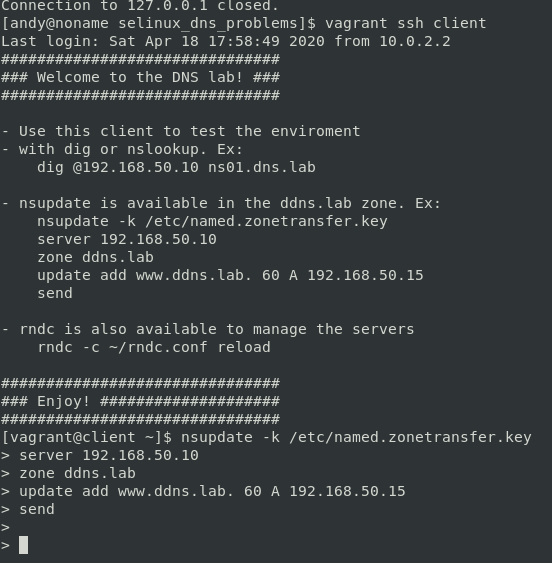 Connection to 127.0.0.1 closed.
[andy@noname selinux_dns_problems]$ vagrant ssh client
Last login: Sat Apr 18 17:58:49 2020 from 10.0.2.2
###############################
### Welcome to the DNS lab! ###
###############################

- Use this client to test the enviroment
- with dig or nslookup. Ex:
    dig @192.168.50.10 ns01.dns.lab

- nsupdate is available in the ddns.lab zone. Ex:
    nsupdate -k /etc/named.zonetransfer.key
    server 192.168.50.10
    zone ddns.lab
    update add www.ddns.lab. 60 A 192.168.50.15
    send

- rndc is also available to manage the servers
    rndc -c ~/rndc.conf reload

###############################
### Enjoy! ####################
###############################
[vagrant@client ~]$ nsupdate -k /etc/named.zonetransfer.key
> server 192.168.50.10
> zone ddns.lab
> update add www.ddns.lab. 60 A 192.168.50.15
> send
>
>